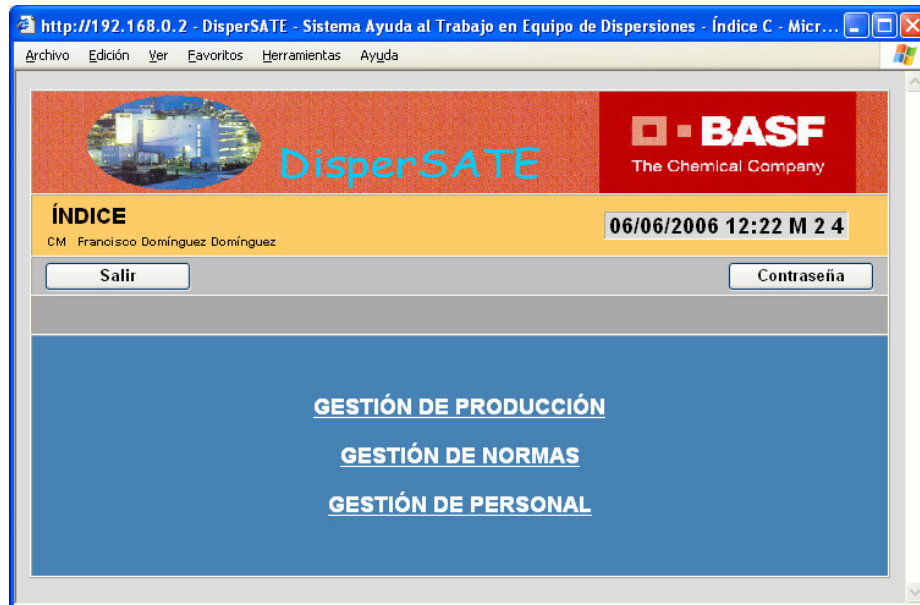 http://192.168.0.2 - DisperSATE - Sistema Ayuda al Trabajo en Equipo de Dispersiones - Índice C - Micr...
Archivo Edición Ver Favoritos Herramientas Ayuda
DisperSATE
BASF
The Chemical Company
ÍNDICE
06/06/2006 12:22 M 2 4
CM Francisco Domínguez Domínguez
Salir
Contraseña
GESTIÓN DE PRODUCCIÓN
GESTIÓN DE NORMAS
GESTIÓN DE PERSONAL